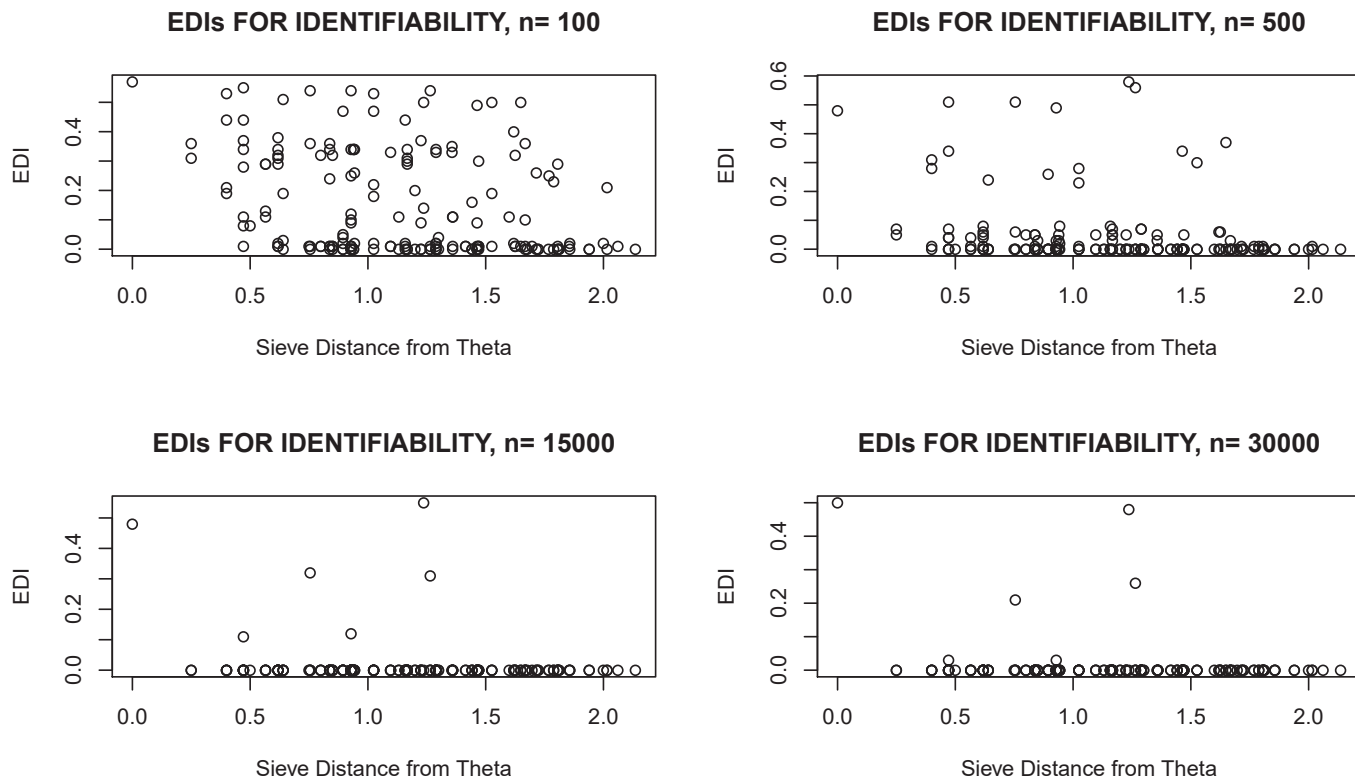 EDIs FOR IDENTIFIABILITY, n= 100
0.0 0.2 0.4
EDI
0.0 0.5 1.0 1.5 2.0
Sieve Distance from Theta
EDIs FOR IDENTIFIABILITY, n= 500
0.0 0.2 0.4 0.6
EDI
0.0 0.5 1.0 1.5 2.0
Sieve Distance from Theta
EDIs FOR IDENTIFIABILITY, n= 15000
0.0 0.2 0.4
EDI
0.0 0.5 1.0 1.5 2.0
Sieve Distance from Theta
EDIs FOR IDENTIFIABILITY, n= 30000
0.0 0.2 0.4
EDI
0.0 0.5 1.0 1.5 2.0
Sieve Distance from Theta